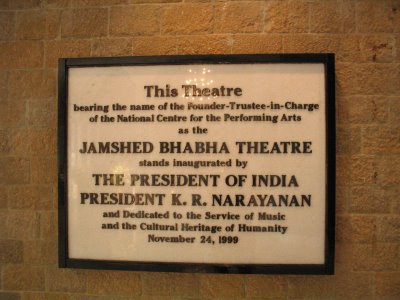 This Theatre
bearing the name of the Founder-Trustee-in-Charge
of the National Centre for the Performing Arts
as the
JAMSHED BHABHA THEATRE
stands inaugurated by
THE PRESIDENT OF INDIA
PRESIDENT K. R. NARAYANAN
and Dedicated to the Service of Music
and the Cultural Heritage of Humanity
November 24, 1999